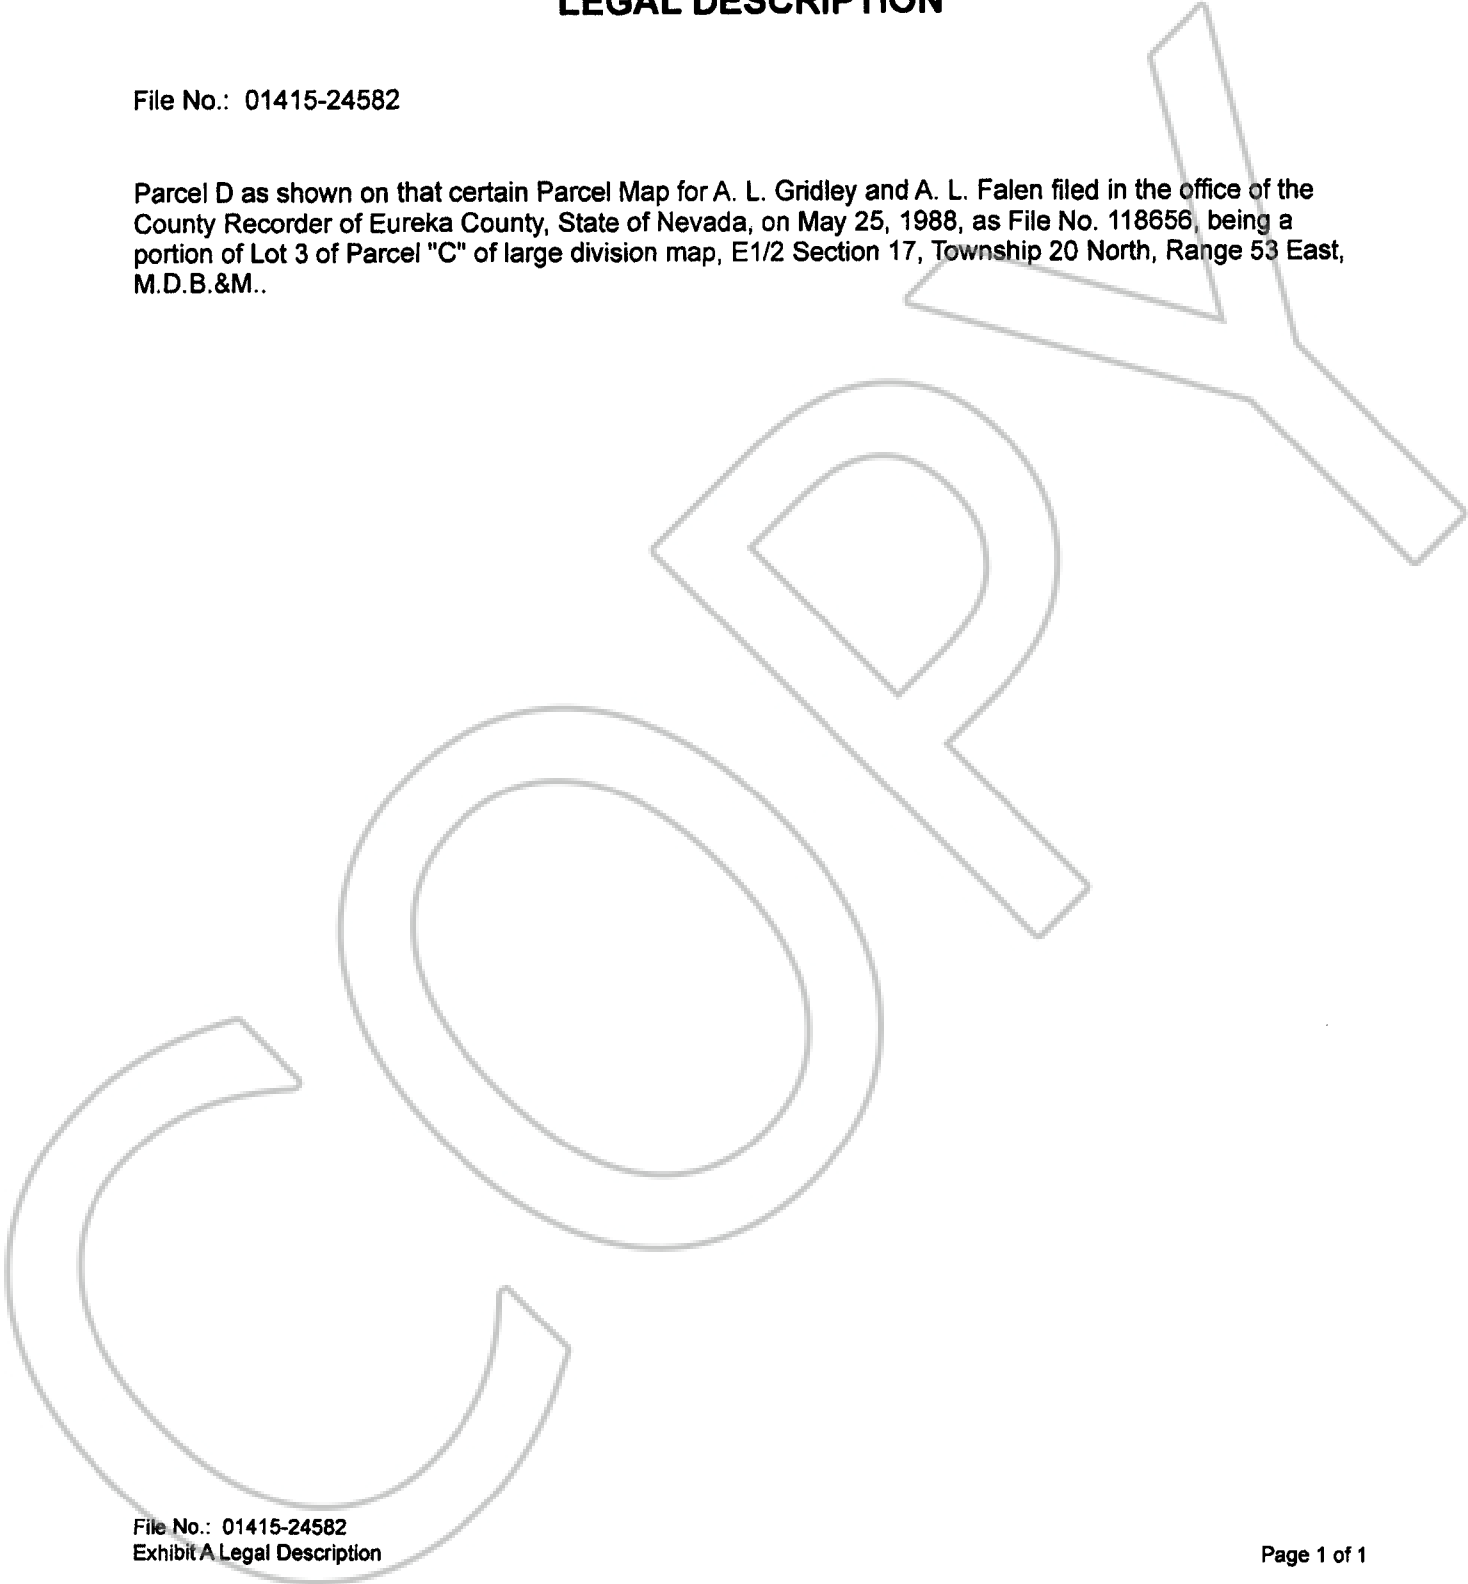 LEGAL DESCRIPTION
File No.: 01415-24582
Parcel D as shown on that certain Parcel Map for A. L. Gridley and A. L. Falen filed in the office of the
County Recorder of Eureka County, State of Nevada, on May 25, 1988, as File No. 118656, being a
portion of Lot 3 of Parcel "C" of large division map, E1/2 Section 17, Township 20 North, Range 53 East,
M.D.B.&M..
COPY
File No.: 01415-24582
Exhibit A Legal Description
Page 1 of 1